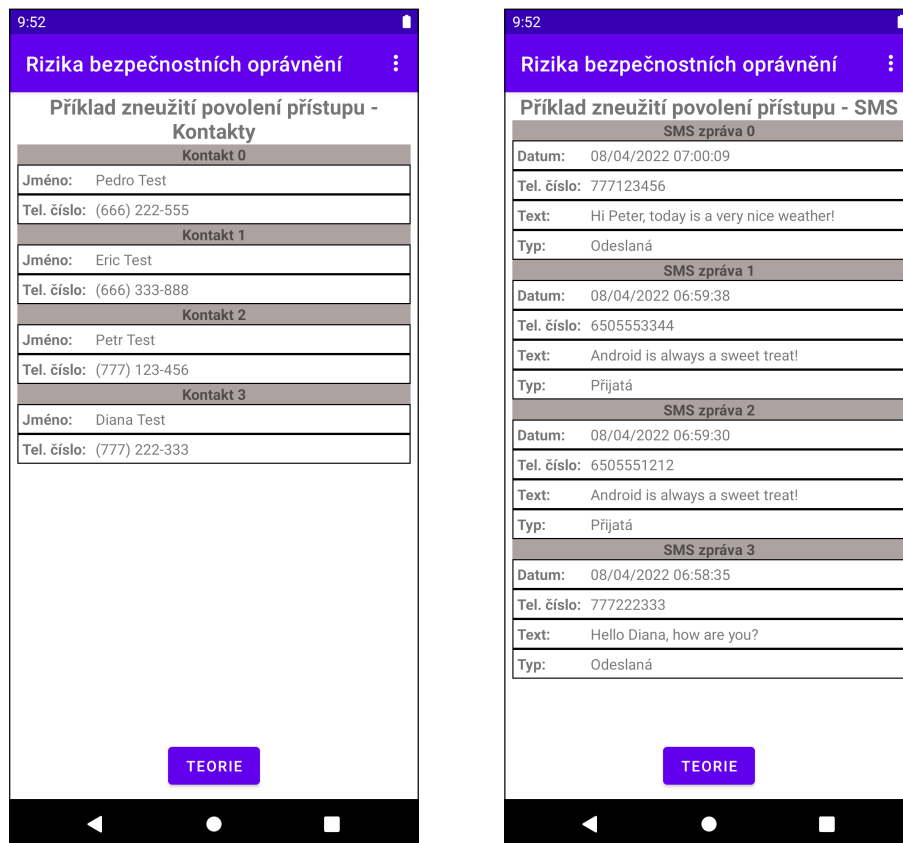 9:52
Rizika bezpečnostních oprávnění
Příklad zneužití povolení přístupu -
Kontakty
Kontakt 0
Jméno: Pedro Test
Tel. číslo: (666) 222-555
Kontakt 1
Jméno: Eric Test
Tel. číslo: (666) 333-888
Kontakt 2
Jméno: Petr Test
Tel. číslo: (777) 123-456
Kontakt 3
Jméno: Diana Test
Tel. číslo: (777) 222-333
TEORIE
9:52
Rizika bezpečnostních oprávnění
Příklad zneužití povolení přístupu - SMS
SMS zpráva 0
Datum: 08/04/2022 07:00:09
Tel. číslo: 777123456
Text: Hi Peter, today is a very nice weather!
Typ: Odeslaná
SMS zpráva 1
Datum: 08/04/2022 06:59:38
Tel. číslo: 6505553344
Text: Android is always a sweet treat!
Typ: Přijatá
SMS zpráva 2
Datum: 08/04/2022 06:59:30
Tel. číslo: 6505551212
Text: Android is always a sweet treat!
Typ: Přijatá
SMS zpráva 3
Datum: 08/04/2022 06:58:35
Tel. číslo: 777222333
Text: Hello Diana, how are you?
Typ: Odeslaná
TEORIE